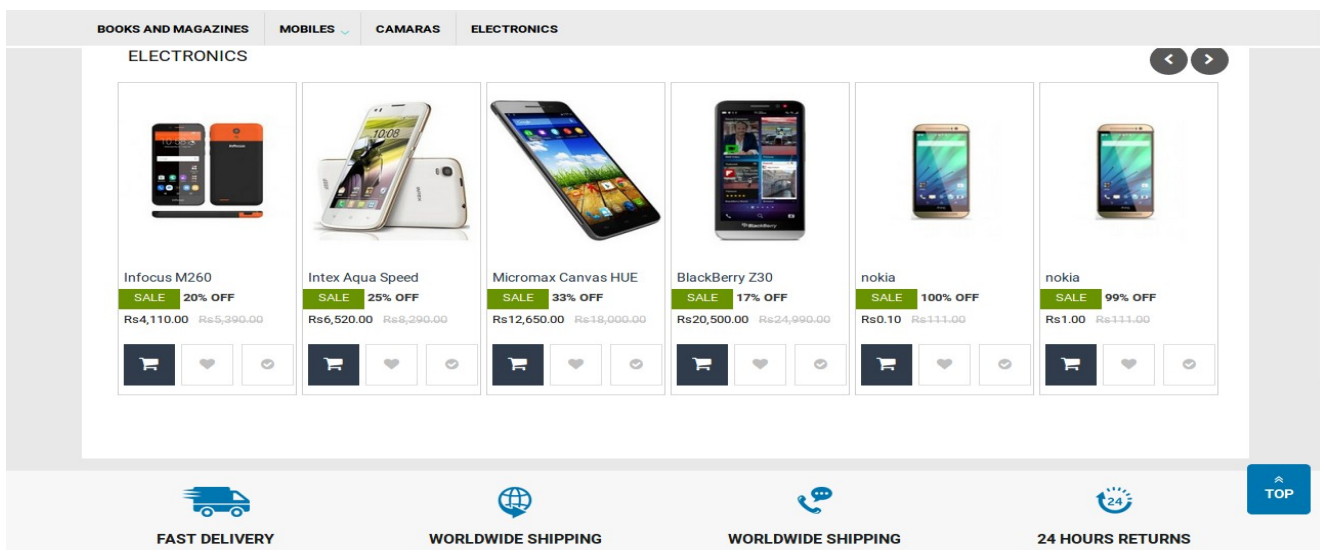 BOOKS AND MAGAZINES MOBILES CAMARAS ELECTRONICS
ELECTRONICS
10:08
Infocus M260
SALE 20% OFF
Rs4,110.00 Rs5,390.00
Intex Aqua Speed
SALE 25% OFF
Rs6,520.00 Rs8,290.00
Micromax Canvas HUE
SALE 33% OFF
Rs12,650.00 Rs18,000.00
BlackBerry
BlackBerry Z30
SALE 17% OFF
Rs20,500.00 Rs24,990.00
nokia
SALE 100% OFF
Rs0.10 Rs111.00
nokia
SALE 99% OFF
Rs1.00 Rs111.00
FAST DELIVERY
WORLDWIDE SHIPPING
WORLDWIDE SHIPPING
24
24 HOURS RETURNS
TOP